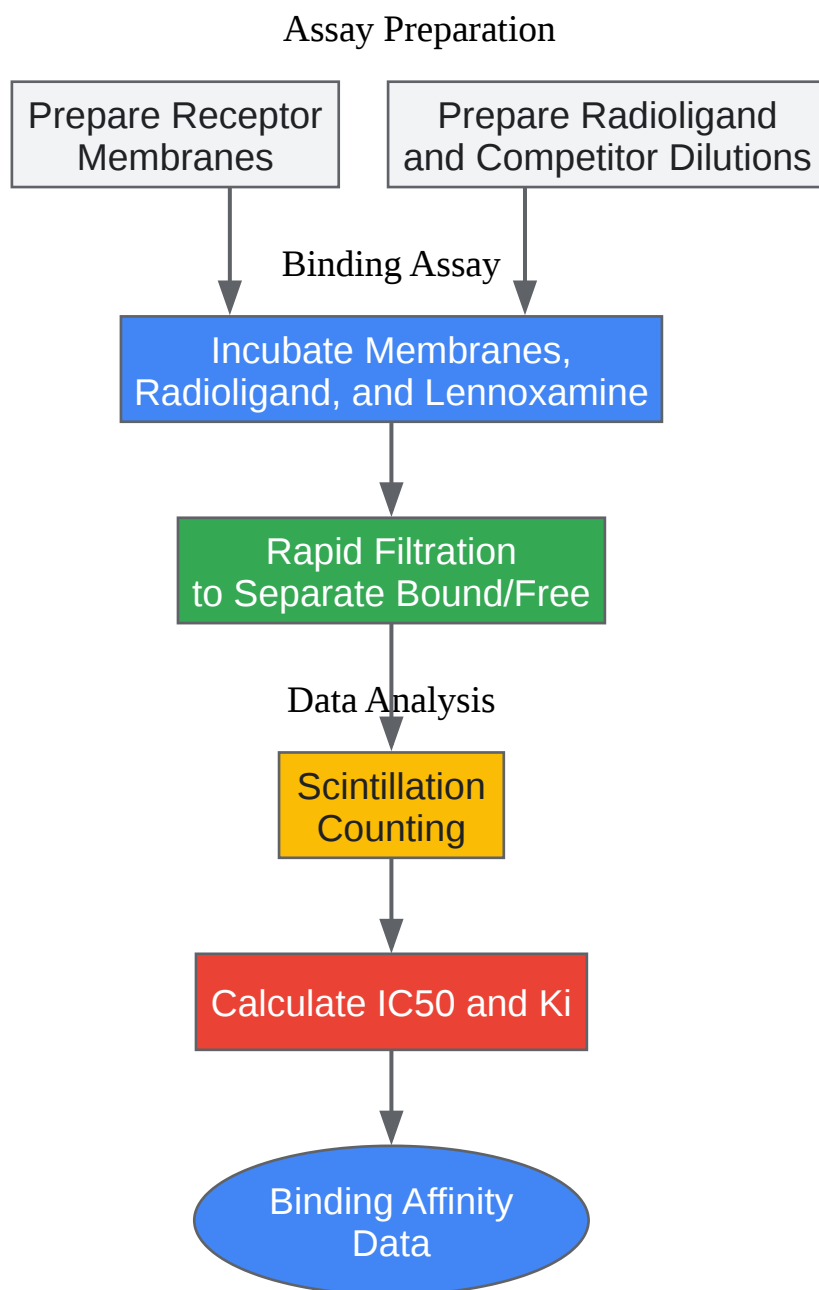 Assay Preparation
Prepare Receptor
Membranes
Prepare Radioligand
and Competitor Dilutions
Binding Assay
Incubate Membranes,
Radioligand, and Lennoxamine
Rapid Filtration
to Separate Bound/Free
Data Analysis
Scintillation
Counting
Calculate IC50 and Ki
Binding Affinity
Data